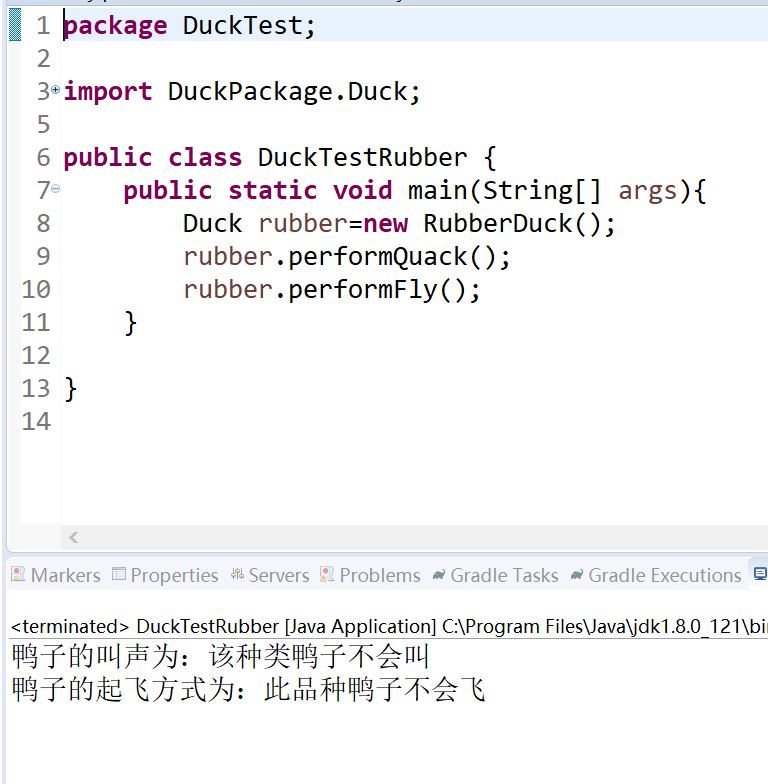 1 package DuckTest;
2
3 import DuckPackage.Duck;
5
6 public class DuckTestRubber {
7 public static void main(String[] args){
8 Duck rubber=new RubberDuck();
9 rubber.performQuack();
10 rubber.performFly();
11 }
12
13 }
14
Markers Properties Servers Problems Gradle Tasks Gradle Executions
<terminated> DuckTestRubber [Java Application] C:\Program Files\Java\jdk1.8.0_121\bin
鸭子的叫声为：该种类鸭子不会叫
鸭子的起飞方式为：此品种鸭子不会飞